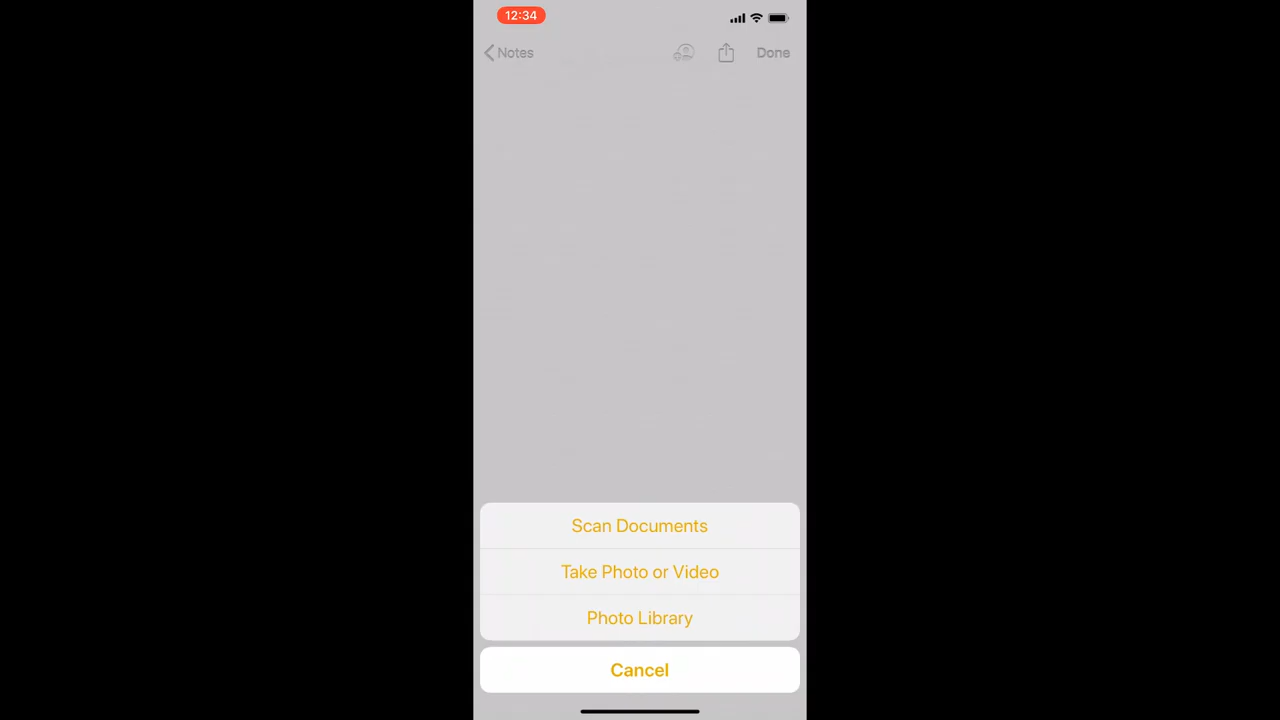 12:34
Notes
Done
Scan Documents
Take Photo or Video
Photo Library
Cancel